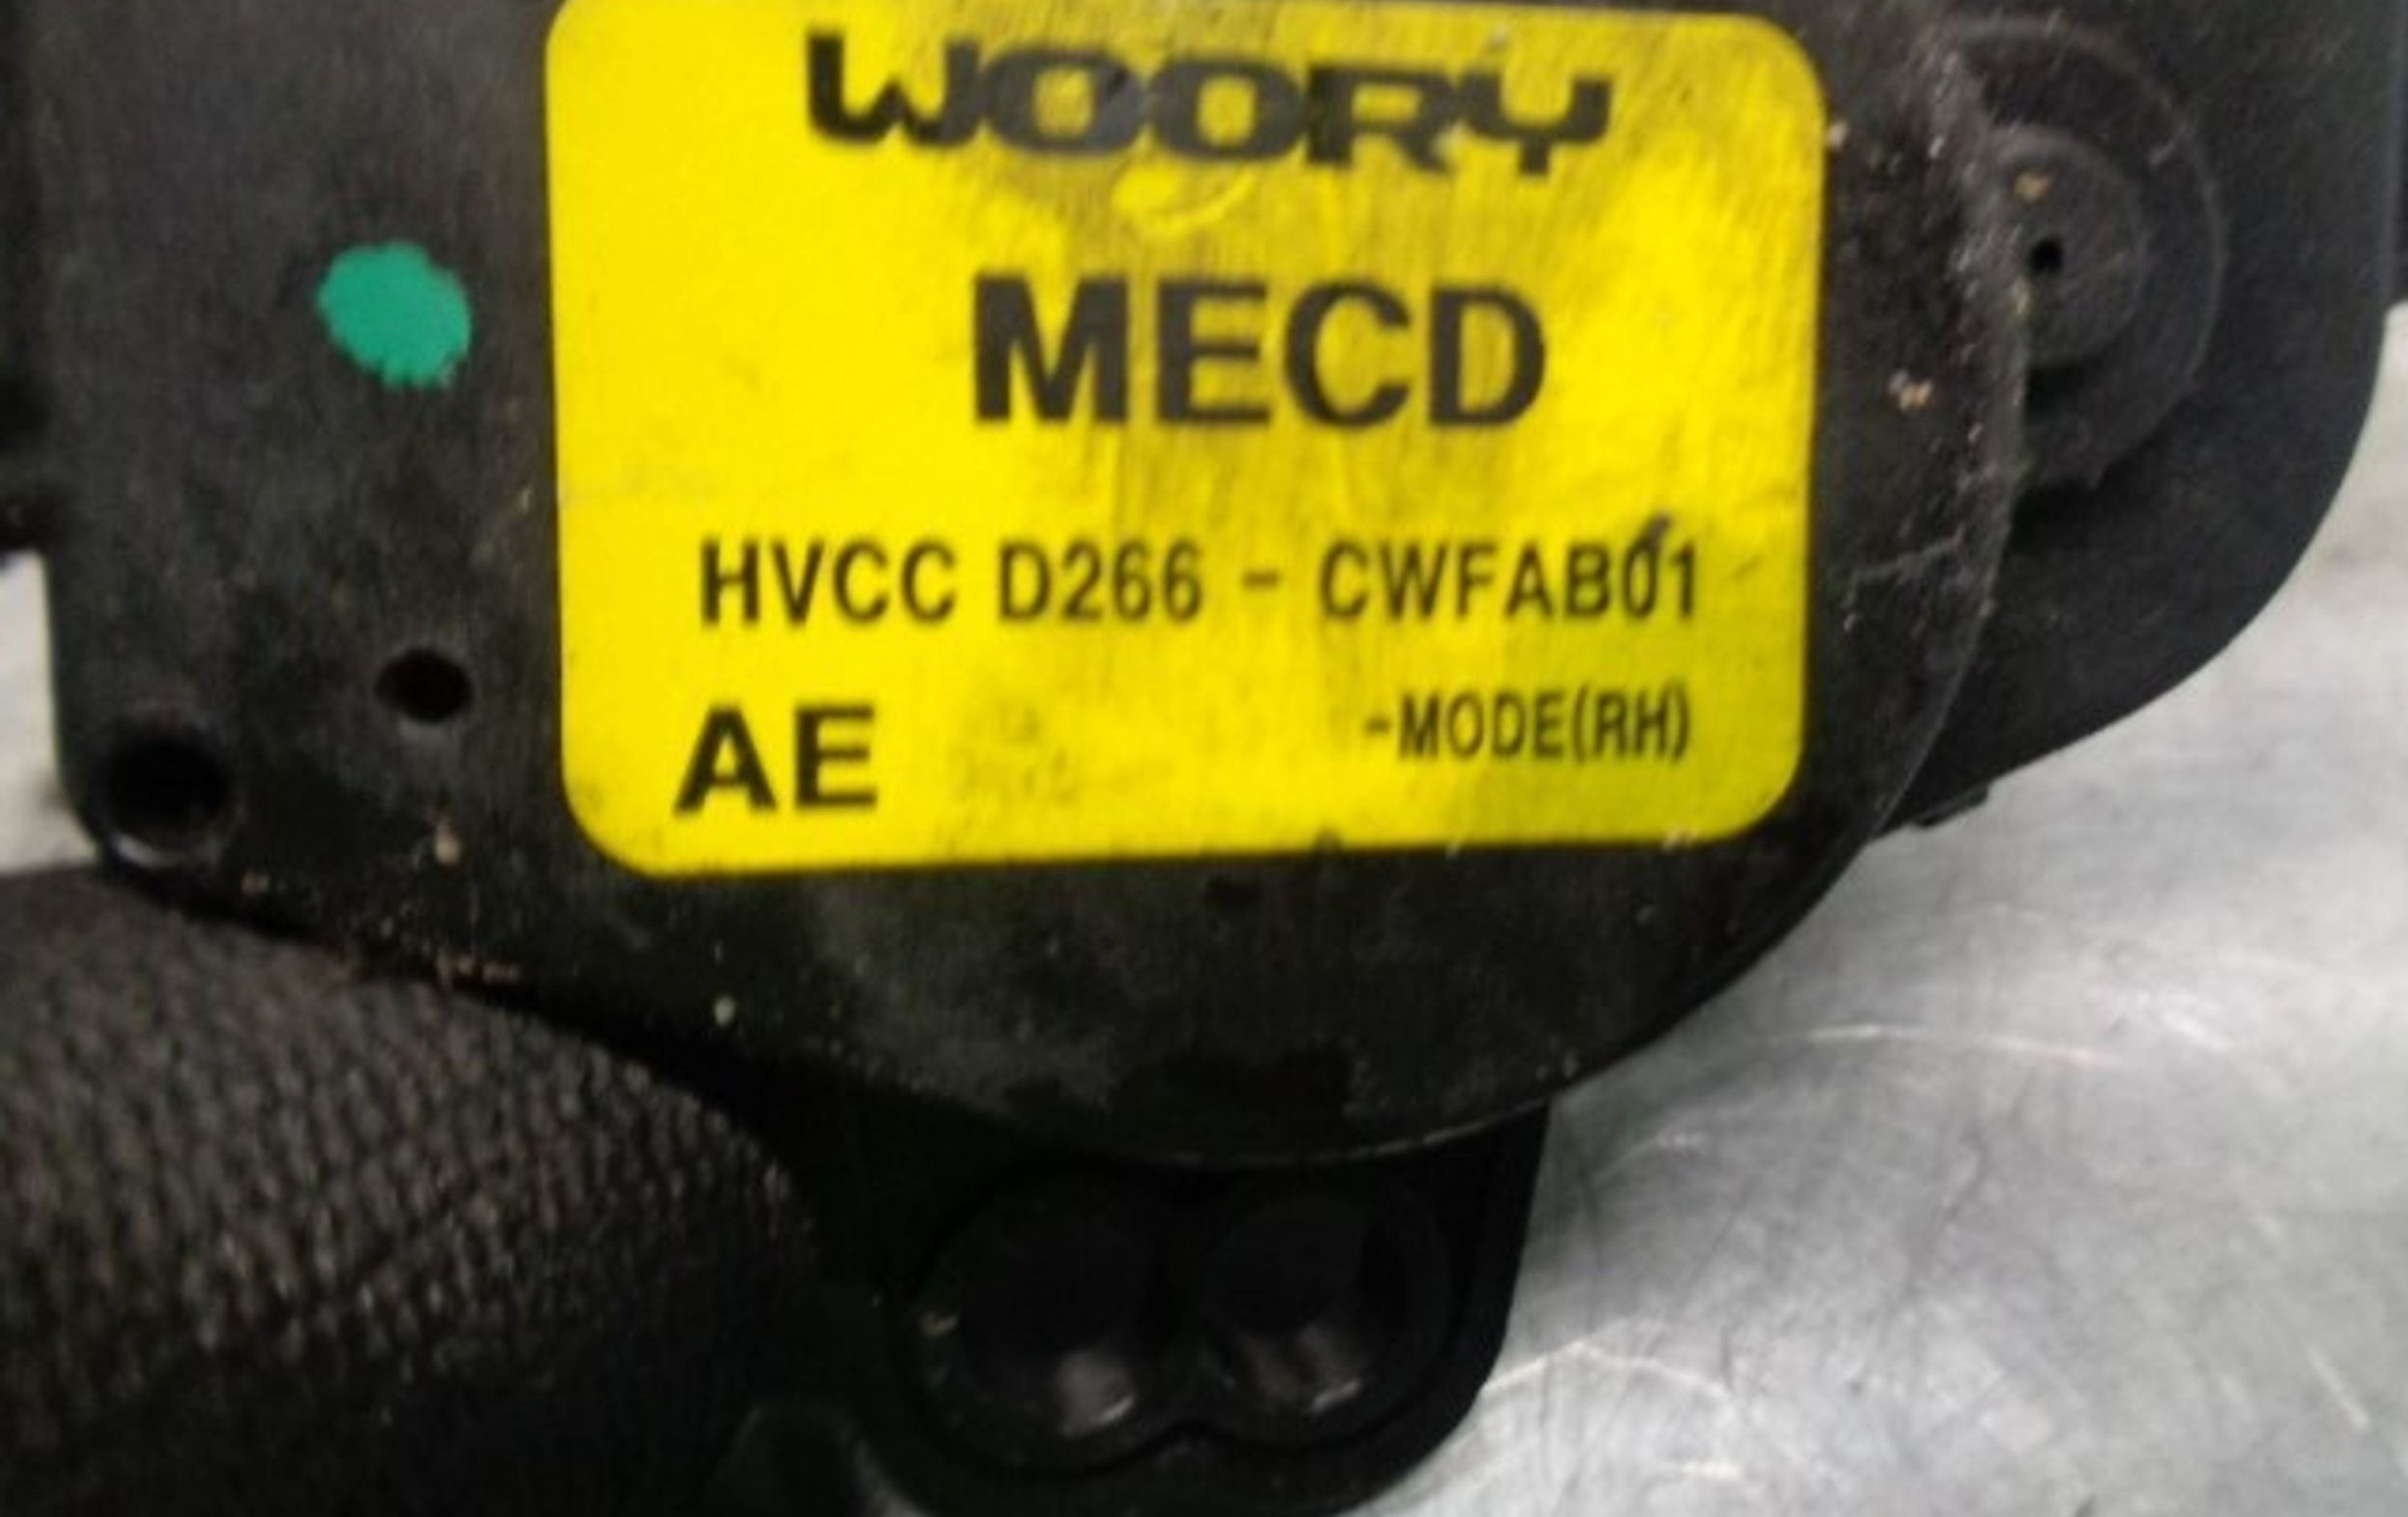 WOORY
MECD
HVCC D266 - CWFAB01
AE -MODE(RH)